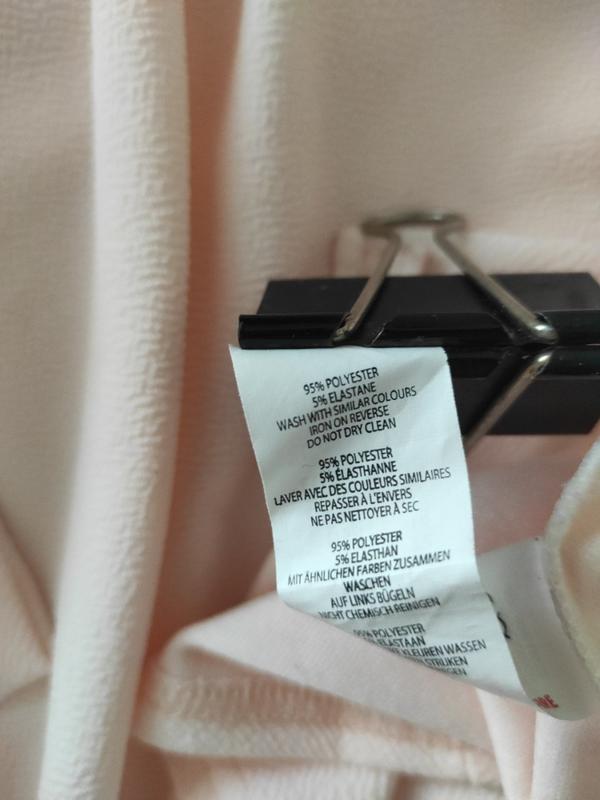 95% POLYESTER
5% ELASTANE
WASH WITH SIMILAR COLOURS
IRON ON REVERSE
DO NOT DRY CLEAN
95% POLYESTER
5% ÉLASTHANNE
LAVER AVEC DES COULEURS SIMILAIRES
REPASSER À L'ENVERS
NE PAS NETTOYER À SEC
95% POLYESTER
5% ELASTHAN
MIT ÄHNLICHEN FARBEN ZUSAMMEN
WASCHEN
AUF LINKS BÜGELN
NICHT CHEMISCH REINIGEN
POLYESTER
KLEUREN WASSEN